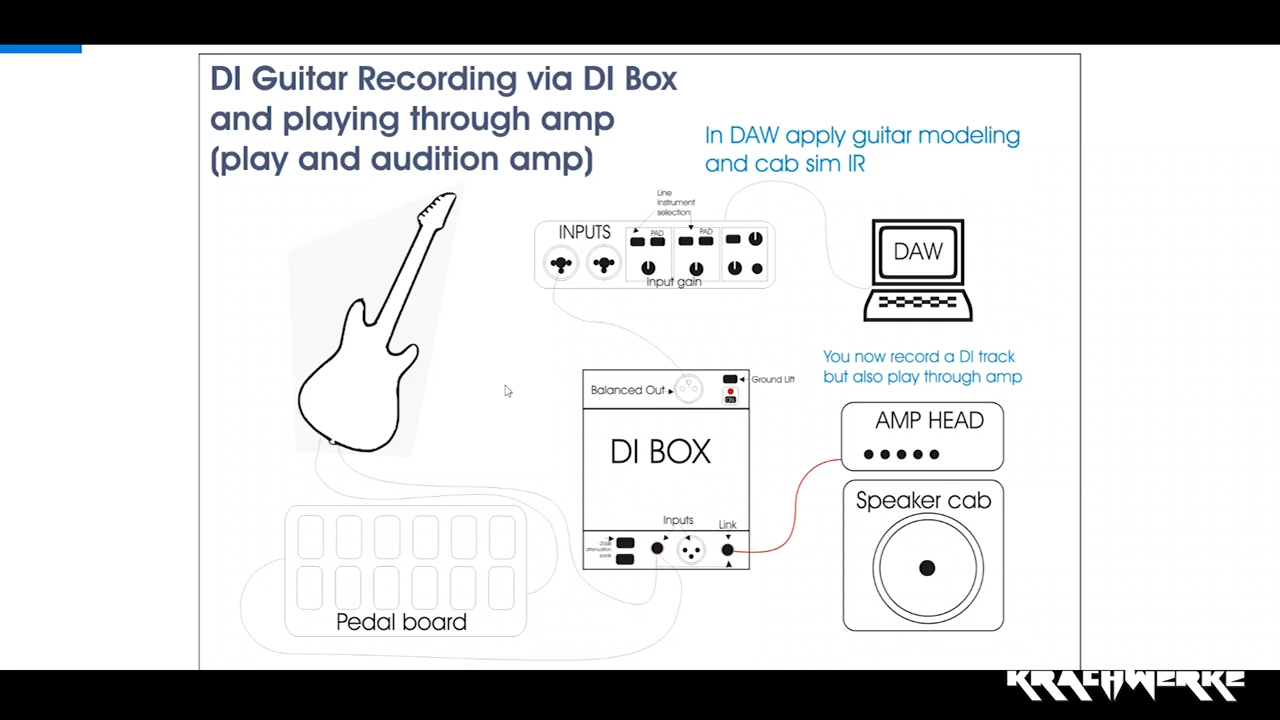 DI Guitar Recording via DI Box
and playing through amp
(play and audition amp)
In DAW apply guitar modeling
and cab sim IR
Line
Instrument
selection
INPUTS
PAD
PAD
Input gain
DAW
You now record a DI track
but also play through amp
Balanced Out
Ground Lift
AMP HEAD
DI BOX
Speaker cab
Inputs
Link
-20dB
attenuation
pads
Pedal board
KRACHWERKE